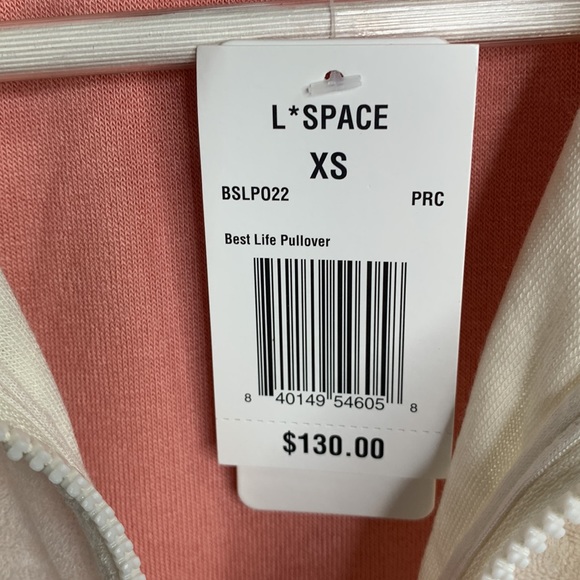 L*SPACE
XS
BSLPO22 PRC
Best Life Pullover
8 40149 54605 8
$130.00